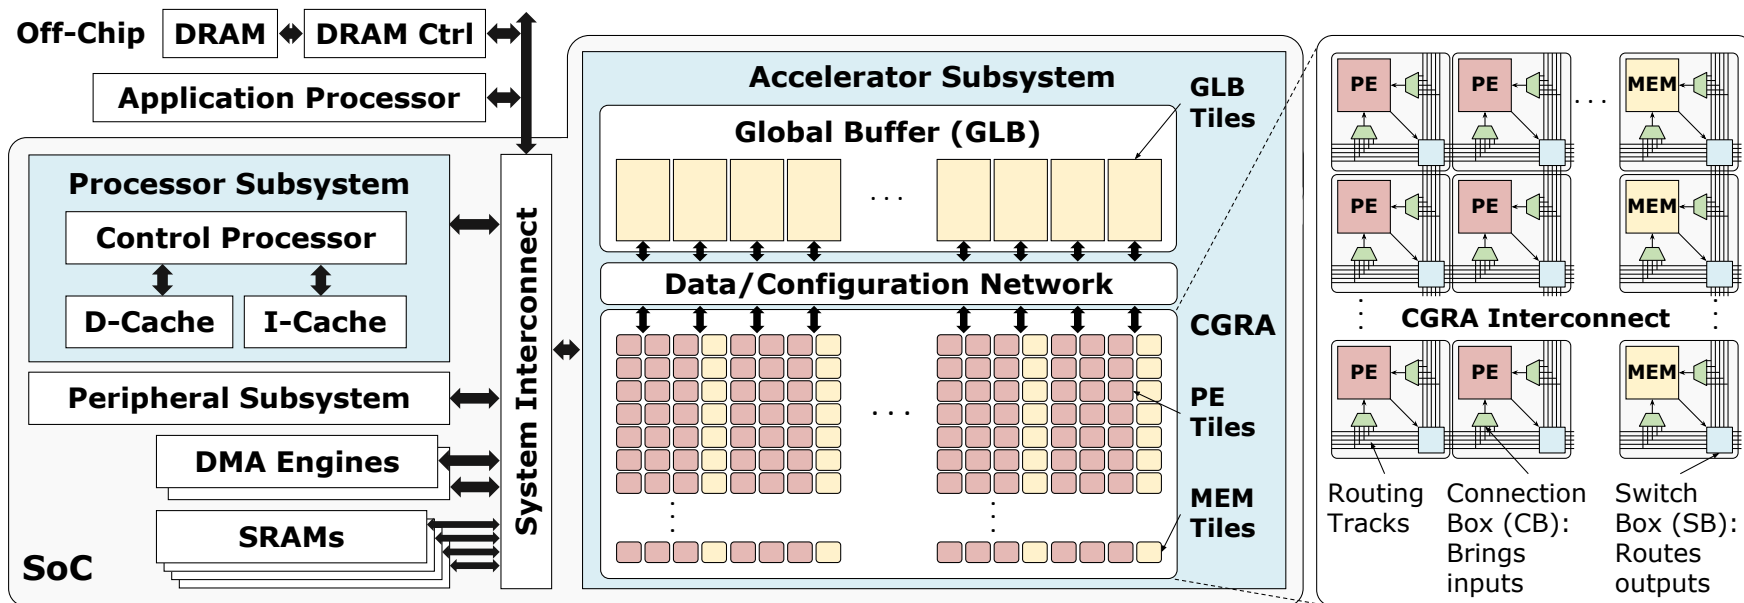 Off-Chip
DRAM
DRAM Ctrl
Application Processor
SoC
Processor Subsystem
Control Processor
D-Cache
I-Cache
Peripheral Subsystem
DMA Engines
SRAMs
System Interconnect
Accelerator Subsystem
Global Buffer (GLB)
. . .
GLB
Tiles
Data/Configuration Network
CGRA
. . .
PE
Tiles
MEM
Tiles
PE
PE
. . .
MEM
PE
PE
MEM
CGRA Interconnect
PE
PE
MEM
Routing
Tracks
Connection
Box (CB):
Brings
inputs
Switch
Box (SB):
Routes
outputs